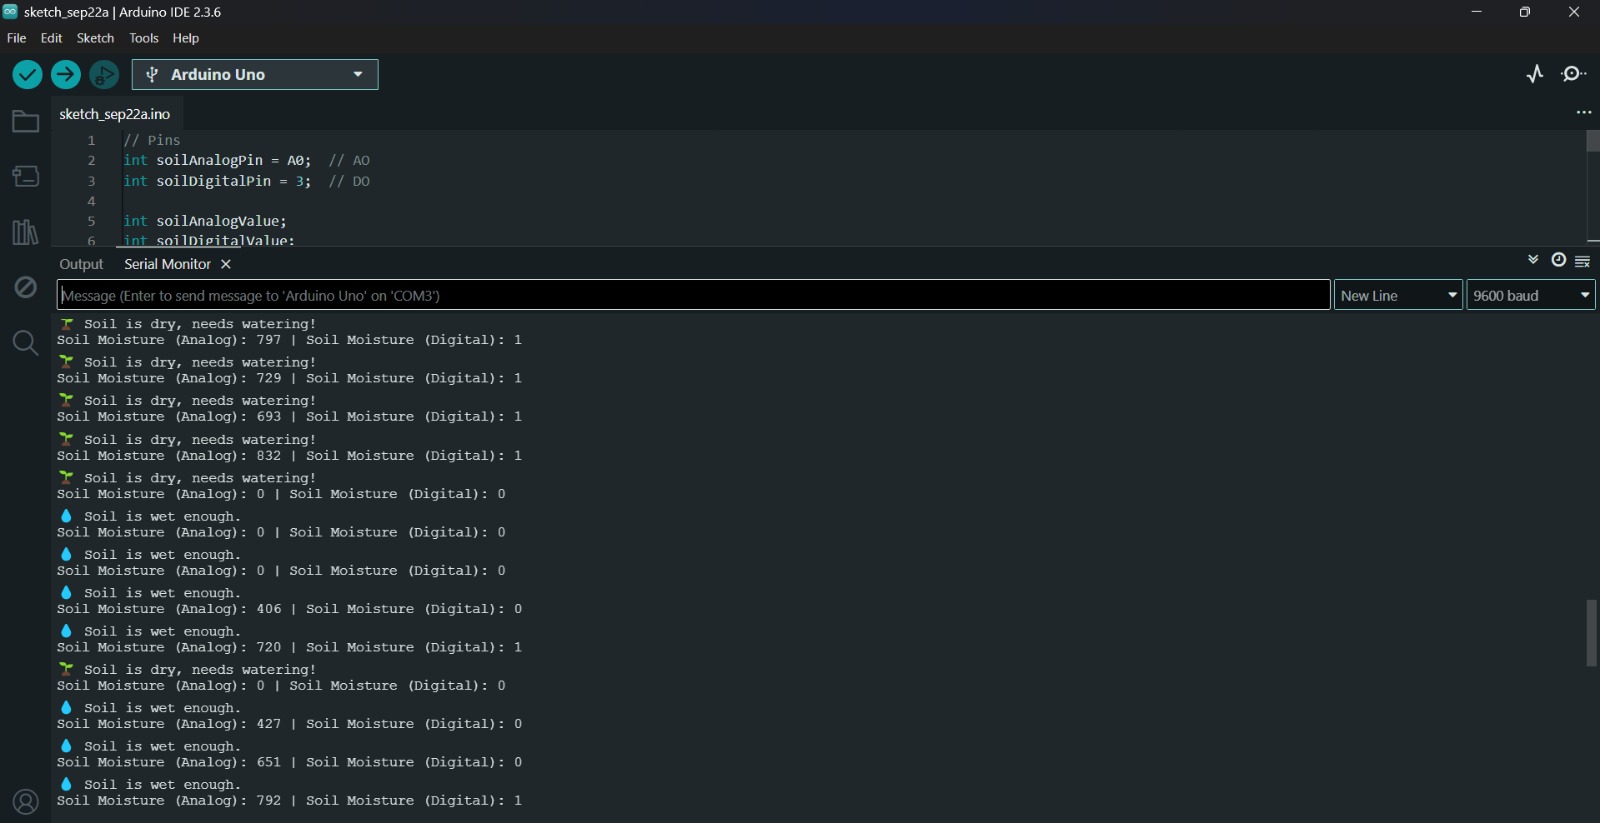 sketch_sep22a | Arduino IDE 2.3.6
File Edit Sketch Tools Help
Arduino Uno
sketch_sep22a.ino
1 // Pins
2 int soilAnalogPin = A0; // AO
3 int soilDigitalPin = 3; // DO
4
5 int soilAnalogValue;
6 int soilDigitalValue;
Output Serial Monitor
Message (Enter to send message to 'Arduino Uno' on 'COM3') New Line 9600 baud
🌱 Soil is dry, needs watering!
Soil Moisture (Analog): 797 | Soil Moisture (Digital): 1
🌱 Soil is dry, needs watering!
Soil Moisture (Analog): 729 | Soil Moisture (Digital): 1
🌱 Soil is dry, needs watering!
Soil Moisture (Analog): 693 | Soil Moisture (Digital): 1
🌱 Soil is dry, needs watering!
Soil Moisture (Analog): 832 | Soil Moisture (Digital): 1
🌱 Soil is dry, needs watering!
Soil Moisture (Analog): 0 | Soil Moisture (Digital): 0
💧 Soil is wet enough.
Soil Moisture (Analog): 0 | Soil Moisture (Digital): 0
💧 Soil is wet enough.
Soil Moisture (Analog): 0 | Soil Moisture (Digital): 0
💧 Soil is wet enough.
Soil Moisture (Analog): 406 | Soil Moisture (Digital): 0
💧 Soil is wet enough.
Soil Moisture (Analog): 720 | Soil Moisture (Digital): 1
🌱 Soil is dry, needs watering!
Soil Moisture (Analog): 0 | Soil Moisture (Digital): 0
💧 Soil is wet enough.
Soil Moisture (Analog): 427 | Soil Moisture (Digital): 0
💧 Soil is wet enough.
Soil Moisture (Analog): 651 | Soil Moisture (Digital): 0
💧 Soil is wet enough.
Soil Moisture (Analog): 792 | Soil Moisture (Digital): 1